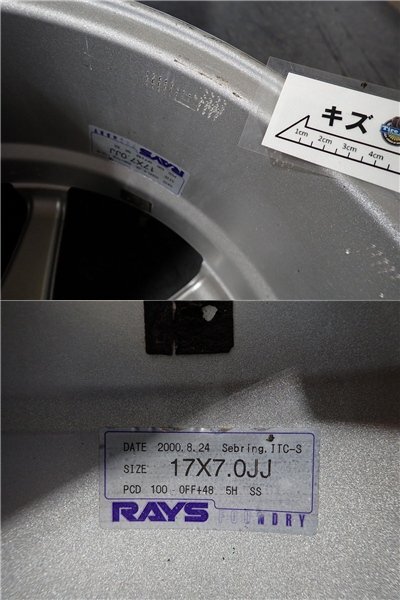 キズ
1cm 2cm 3cm 4cm
17X7.0JJ
RAYS
DATE 2000.8.24 Sebring.ITC-S
SIZE 17X7.0JJ
PCD 100 OFF+48 5H SS
RAYS FOUNDRY